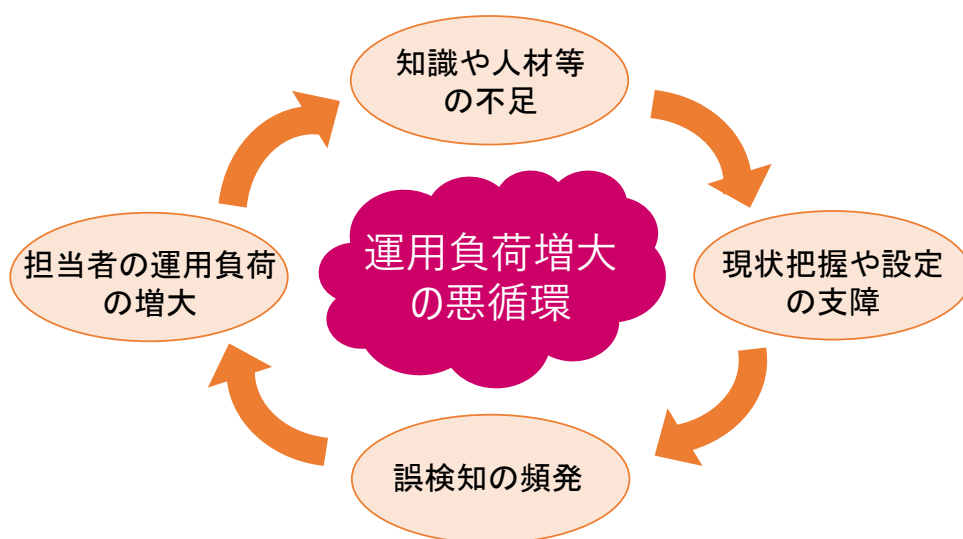 知識や人材等
の不足
担当者の運用負荷
の増大
運用負荷増大
の悪循環
現状把握や設定
の支障
誤検知の頻発